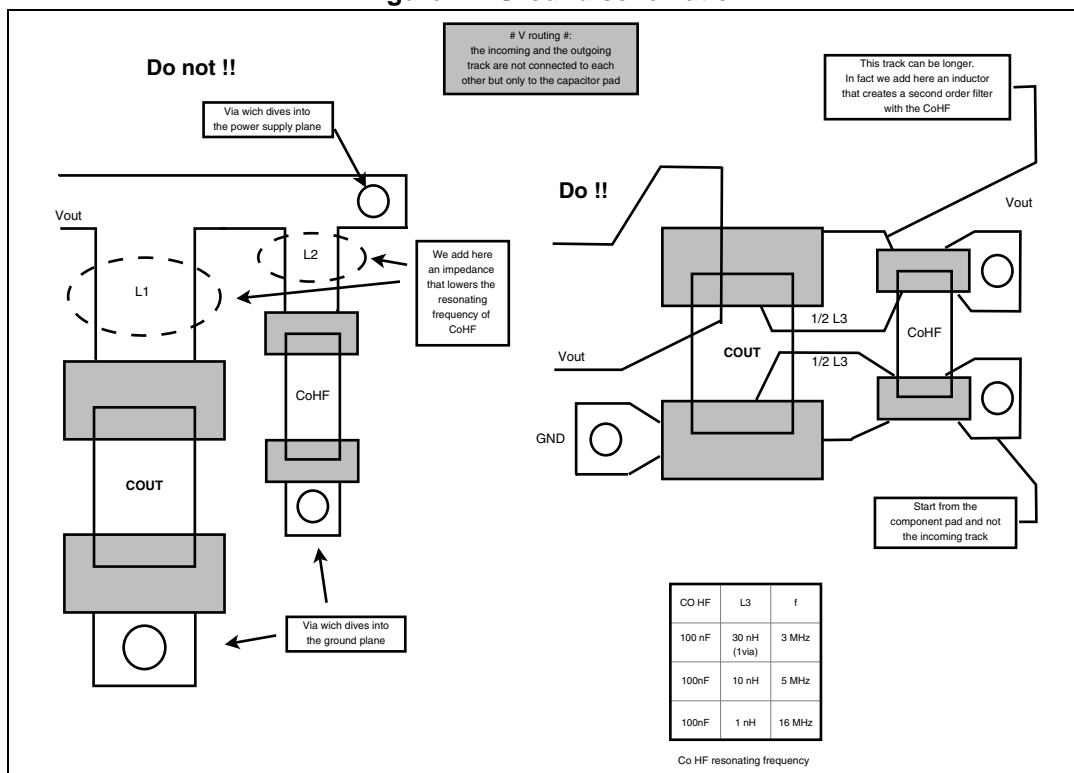 # V routing #:
the incoming and the outgoing
track are not connected to each
other but only to the capacitor pad
Do not !!
Via wich dives into
the power supply plane
Vout
L1
L2
We add here
an impedance
that lowers the
resonating
frequency of
CoHF
CoHF
COUT
Via wich dives into
the ground plane
This track can be longer.
In fact we add here an inductor
that creates a second order filter
with the CoHF
Do !!
Vout
1/2 L3
CoHF
Vout
COUT
1/2 L3
GND
Start from the
component pad and not
the incoming track
CO HF L3 f
100 nF 30 nH (1via) 3 MHz
100nF 10 nH 5 MHz
100nF 1 nH 16 MHz
Co HF resonating frequency